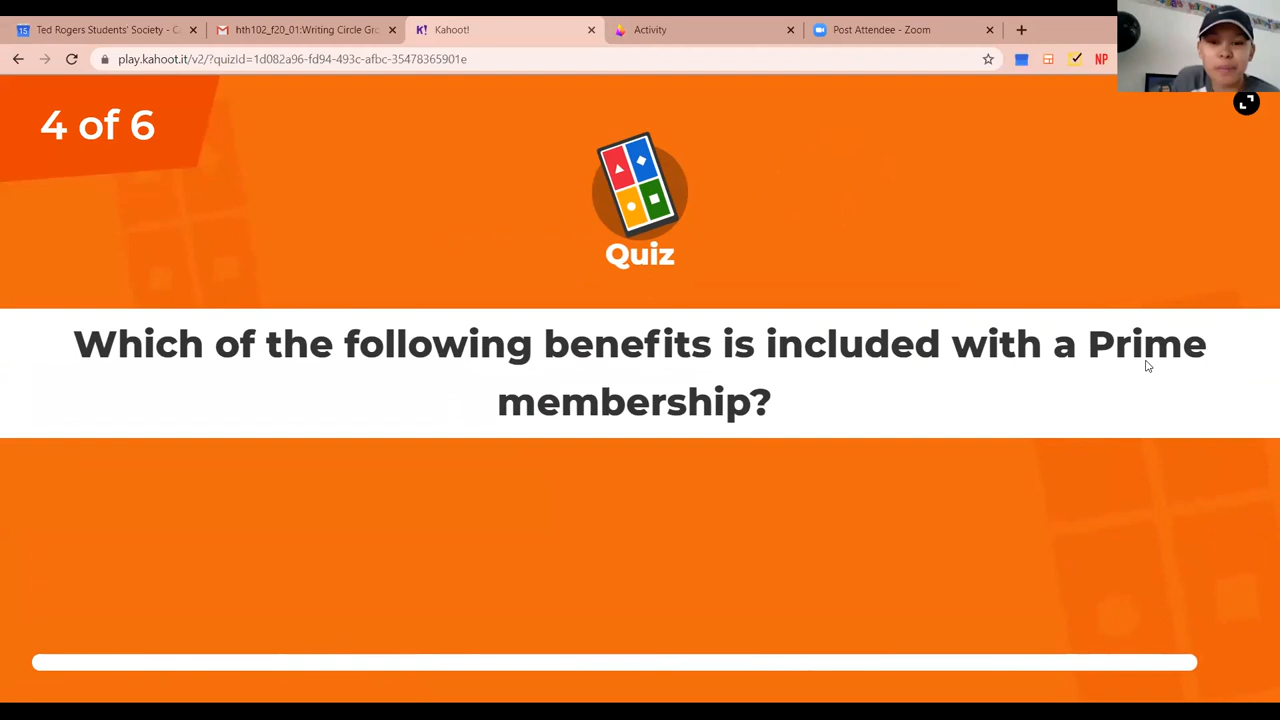 Ted Rogers Students' Society - C
hth102_f20_01:Writing Circle Gro
Kahoot!
Activity
Post Attendee - Zoom
play.kahoot.it/v2/?quizId=1d082a96-fd94-493c-afbc-35478365901e
NP
4 of 6
Quiz
Which of the following benefits is included with a Prime
membership?